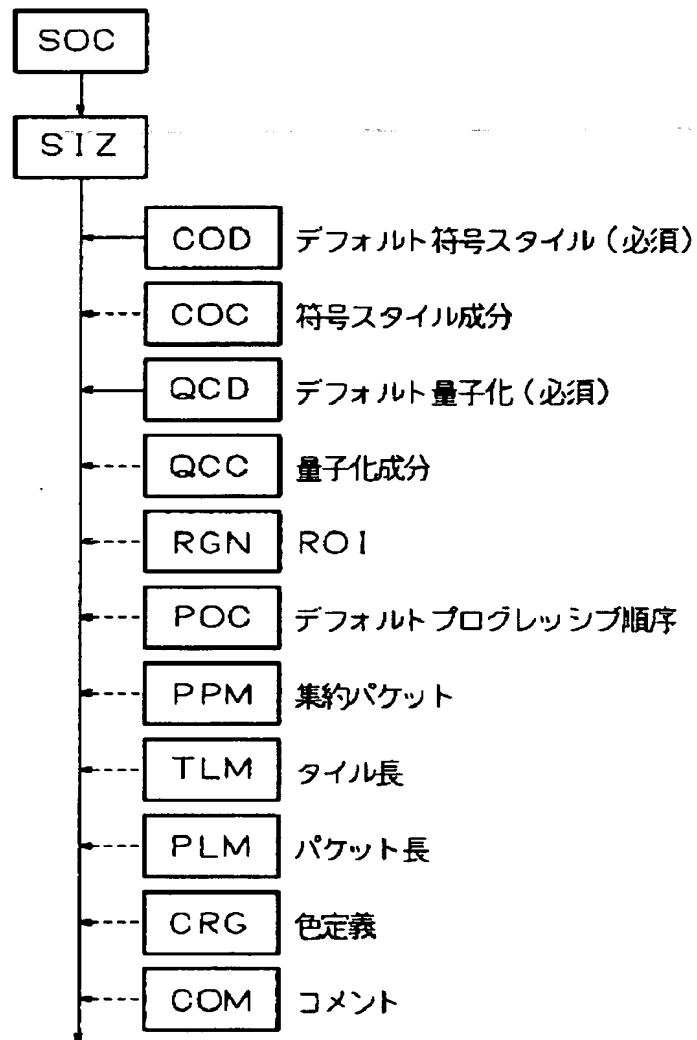 SOC
SIZ
COD デフォルト符号スタイル(必須)
COC 符号スタイル成分
QCD デフォルト量子化(必須)
QCC 量子化成分
RGN ROI
POC デフォルトプログレッシブ順序
PPM 集約パケット
TLM タイル長
PLM パケット長
CRG 色定義
COM コメント